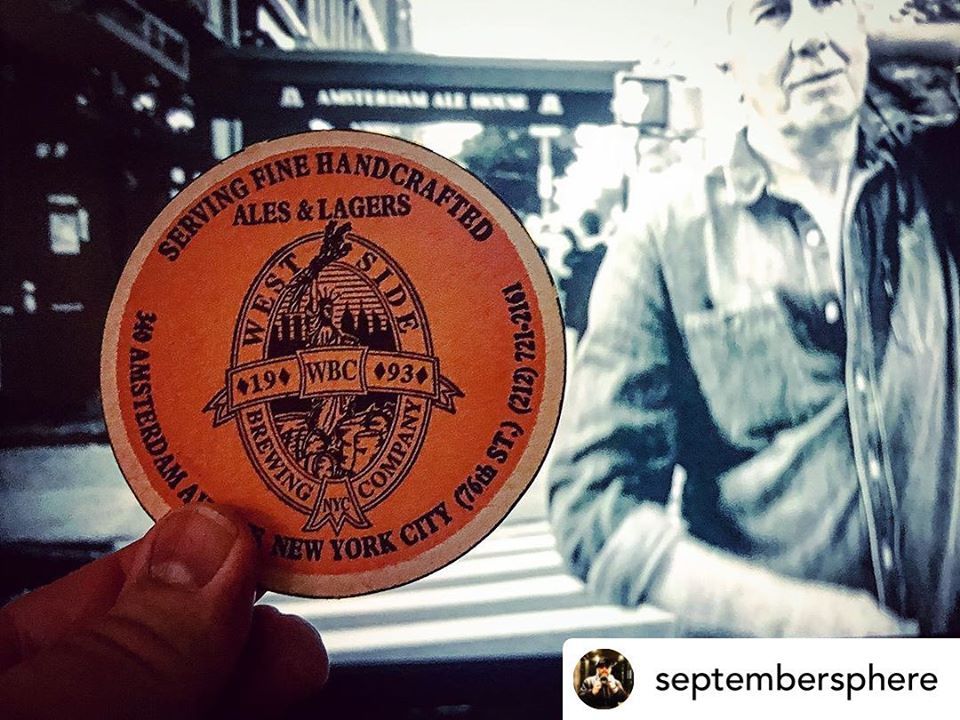 AMSTERDAM ALE HOUSE
SERVING FINE HANDCRAFTED
ALES & LAGERS
WEST SIDE
19 WBC 93
BREWING COMPANY
NYC
340 AMSTERDAM
NEW YORK CITY (76th ST.) (212) 721-2161
septembersphere